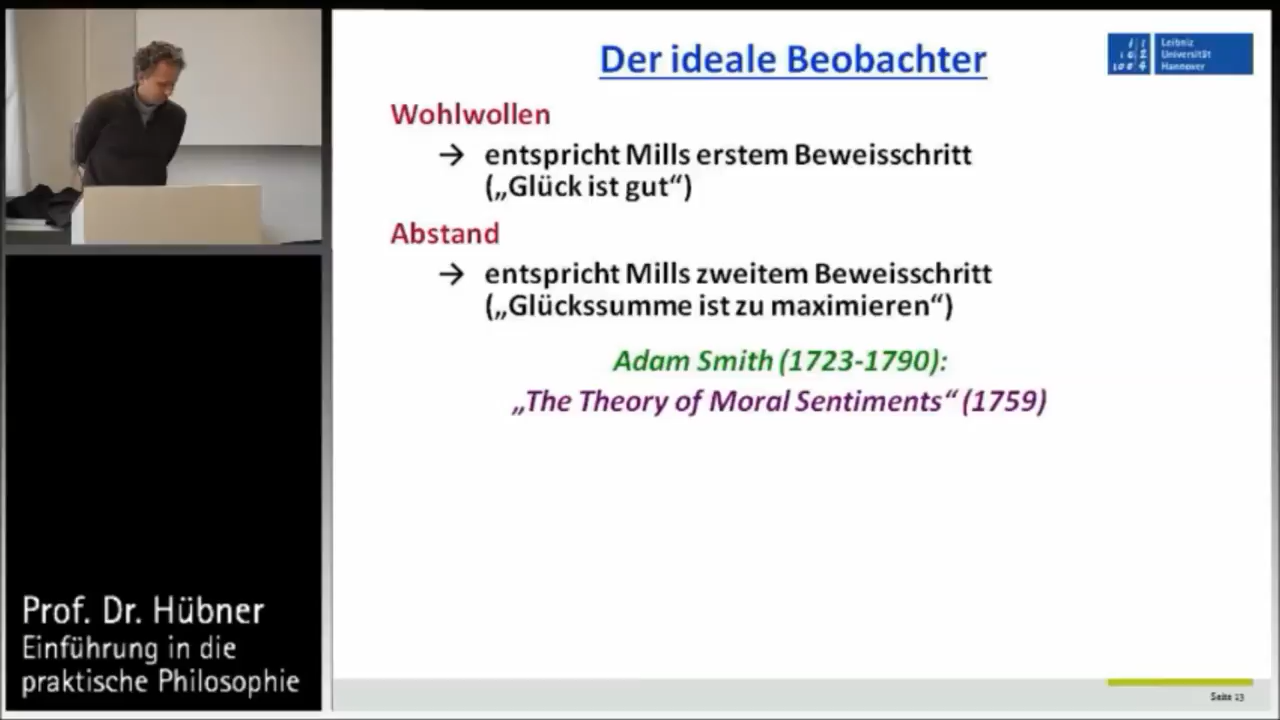 Der ideale Beobachter
Leibniz
Universität
Hannover
Wohlwollen
→ entspricht Mills erstem Beweisschritt
(„Glück ist gut“)
Abstand
→ entspricht Mills zweitem Beweisschritt
(„Glückssumme ist zu maximieren“)
Adam Smith (1723-1790):
„The Theory of Moral Sentiments“ (1759)
Prof. Dr. Hübner
Einführung in die
praktische Philosophie
Seite 13